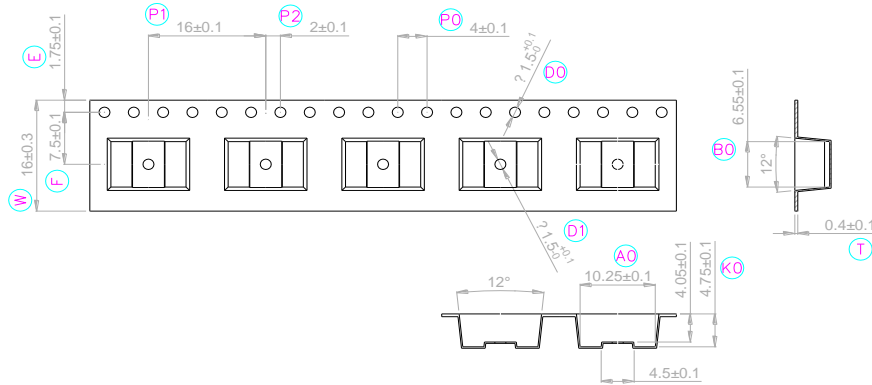 P1
P2
P0
16±0.1
2±0.1
4±0.1
E
1.75±0.1
? 1.5 +0.1 -0
D0
W
16±0.3
F
7.5±0.1
B0
6.55±0.1
12°
0.4±0.1
T
? 1.5 +0.1 -0
D1
A0
10.25±0.1
12°
4.05±0.1
4.75±0.1
K0
4.5±0.1